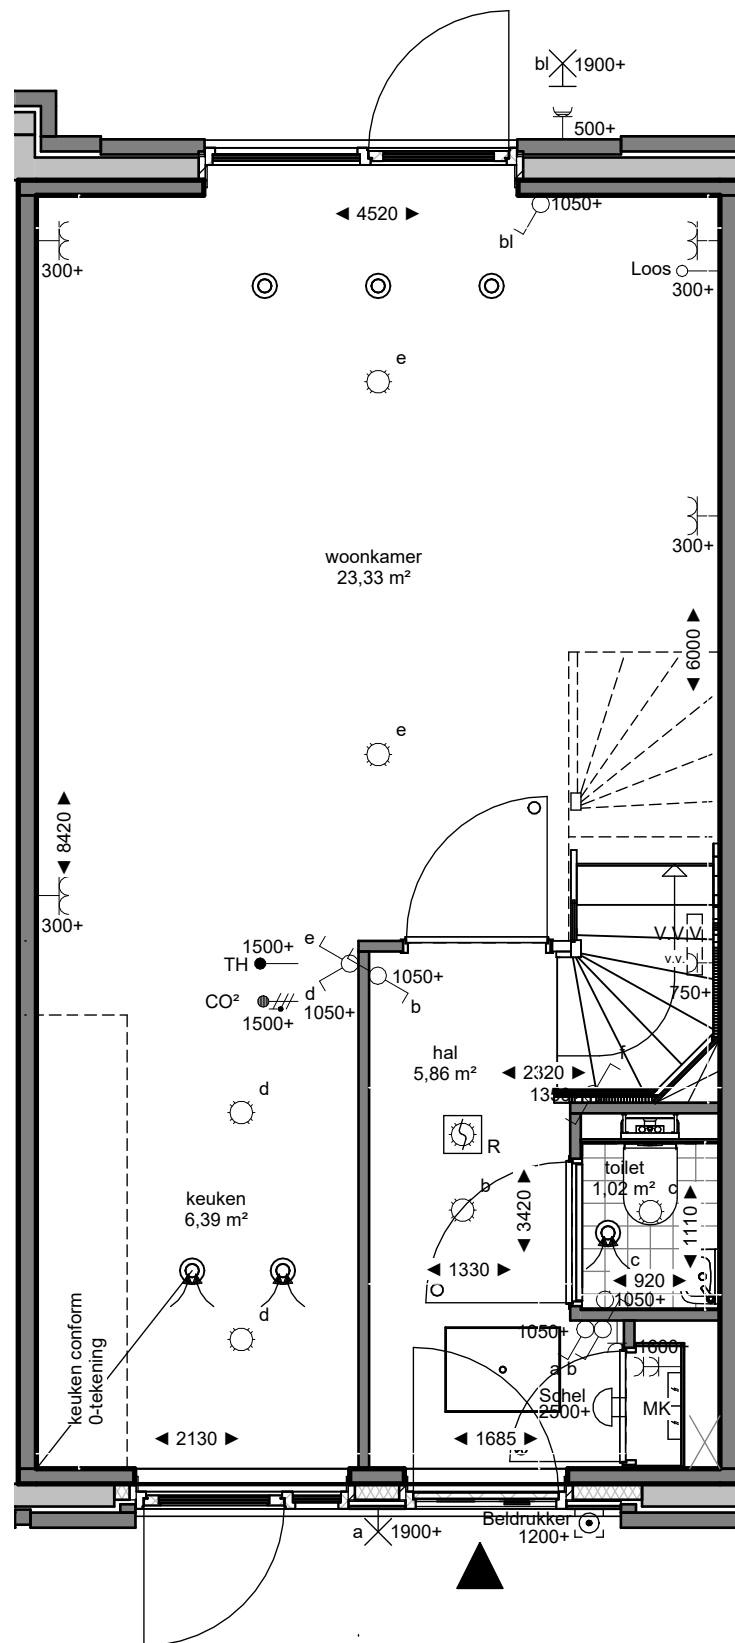 bl 1900+
500+
4520
1050+
bl
300+
Loos
300+
e
300+
woonkamer
23,33 m²
6000
e
8420
300+
V.V.V.
v.v.
750+
e
1500+
TH
1050+
d
CO²
1500+
1050+
b
hal
5,86 m²
2320
f
d
R
toilet
1,02 m²
c
keuken
6,39 m²
b
3420
1110
c
1330
920
1050+
d
1050+
1600+
a b
keuken conform
0-tekening
Schel
2500+
MK
2130
1685
a 1900+
Beldrukker
1200+